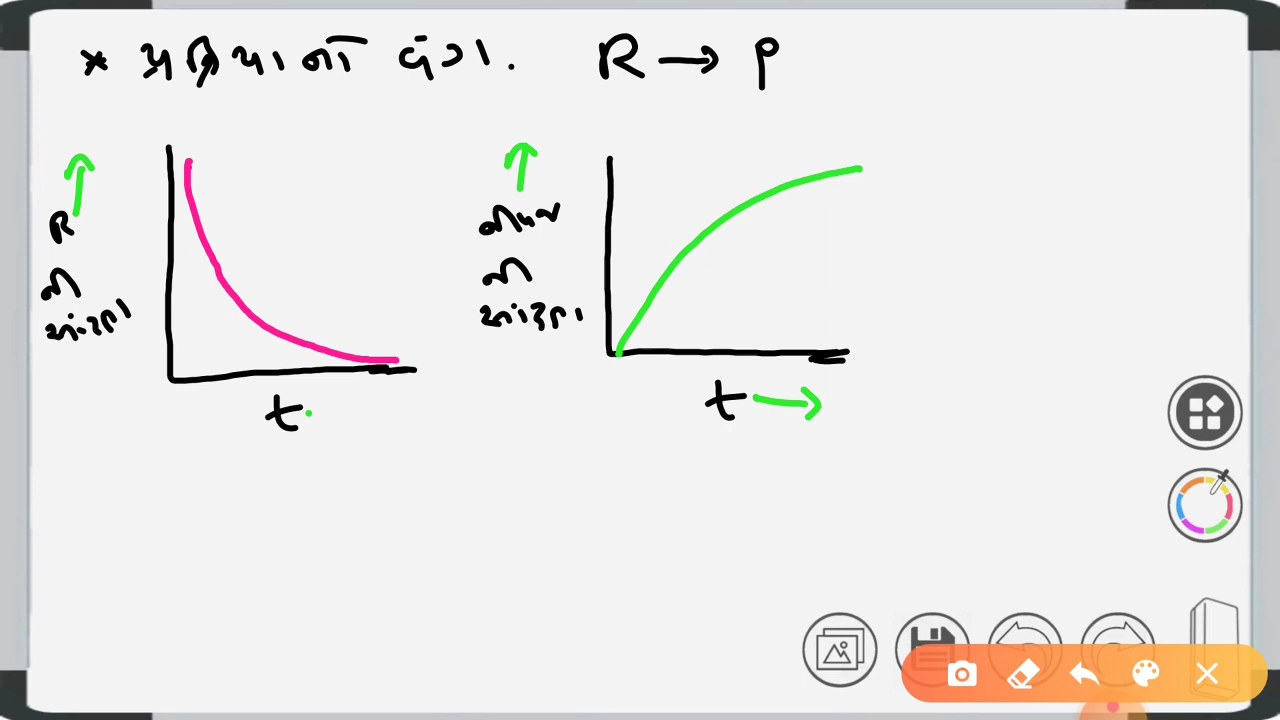 * પ્રક્રિયાનો વેગ. R → P
R
ની
સાંદ્રતા
t
નીપજ
ની
સાંદ્રતા
t →